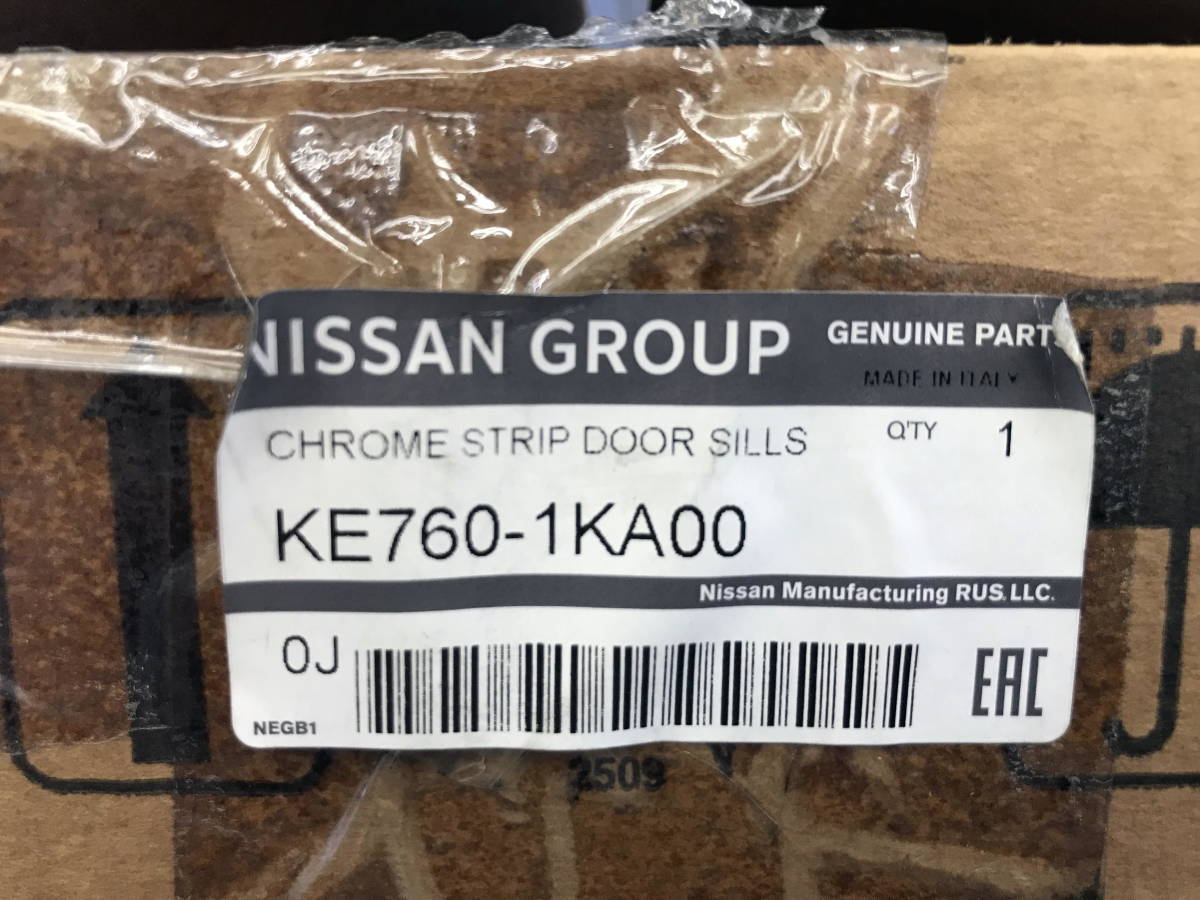 NISSAN GROUP GENUINE PARTS
MADE IN ITALY
CHROME STRIP DOOR SILLS Q'TY 1
KE760-1KA00
Nissan Manufacturing RUS.LLC.
0J
EAC
NEGB1
2509